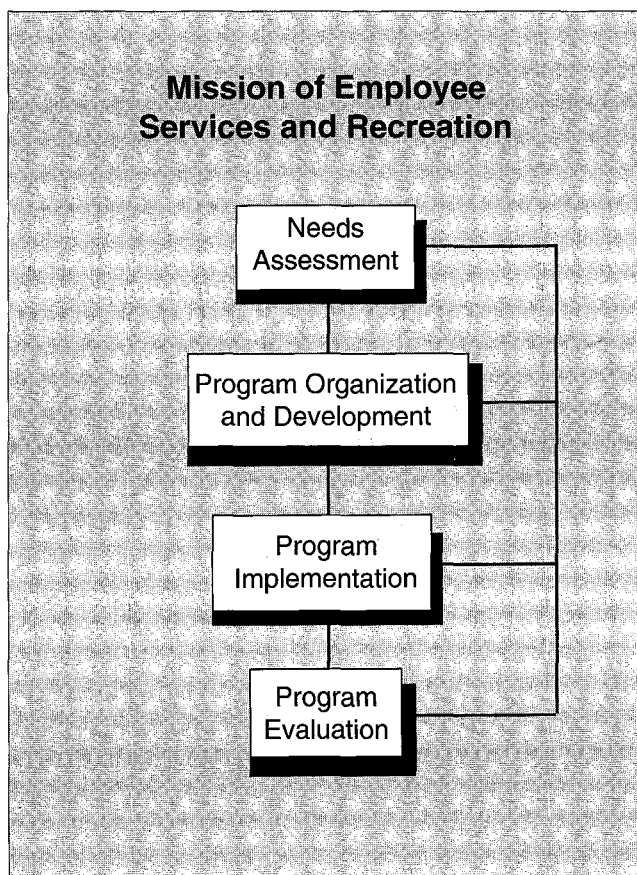 Mission of Employee
Services and Recreation
Needs
Assessment
Program Organization
and Development
Program
Implementation
Program
Evaluation